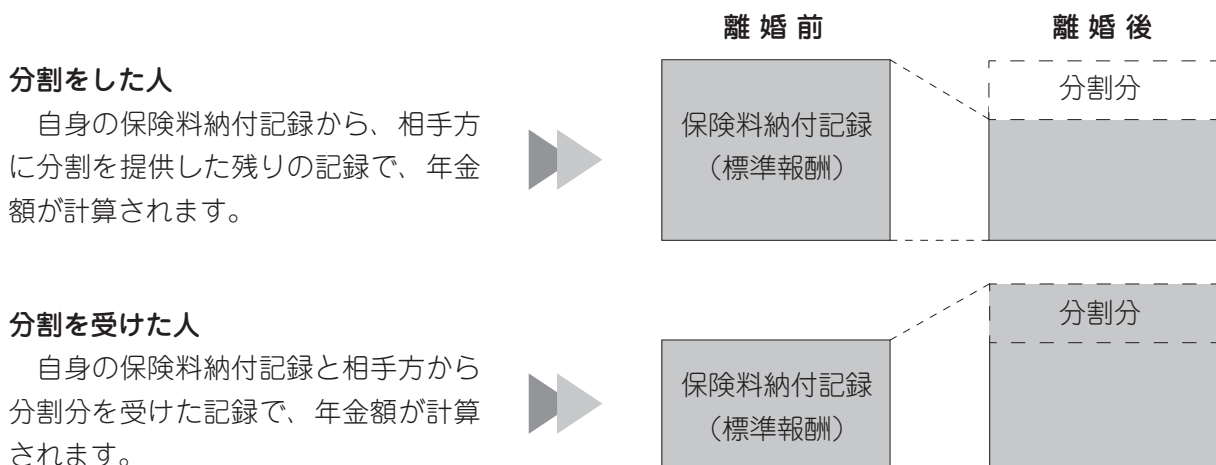 離婚前
離婚後
分割をした人
自身の保険料納付記録から、相手方
に分割を提供した残りの記録で、年金
額が計算されます。
保険料納付記録
（標準報酬）
分割分
分割を受けた人
自身の保険料納付記録と相手方から
分割分を受けた記録で、年金額が計算
されます。
保険料納付記録
（標準報酬）
分割分